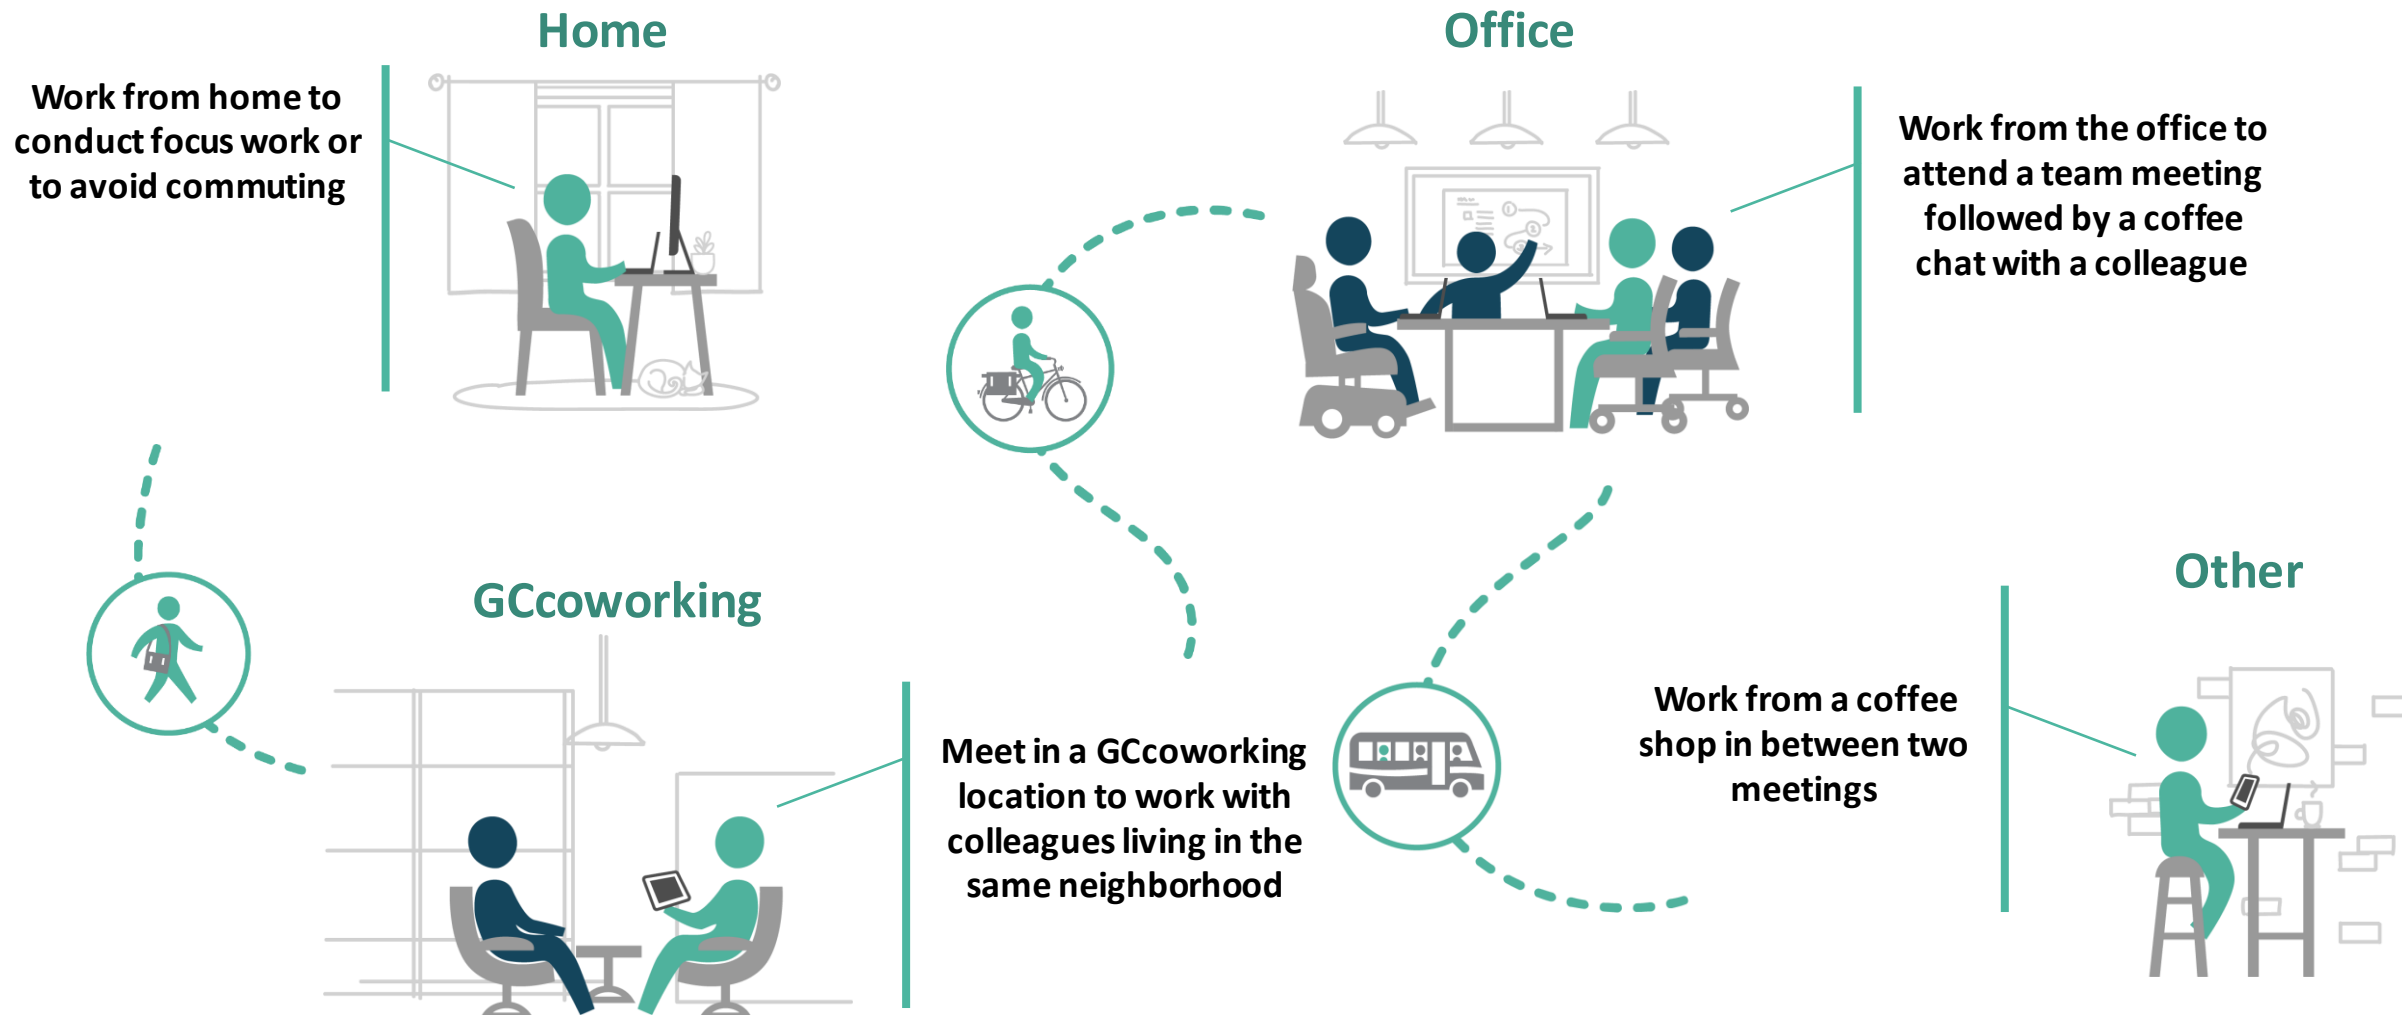 Home
Work from home to
conduct focus work or
to avoid commuting
Office
Work from the office to
attend a team meeting
followed by a coffee
chat with a colleague
GCcoworking
Meet in a GCcoworking
location to work with
colleagues living in the
same neighborhood
Other
Work from a coffee
shop in between two
meetings